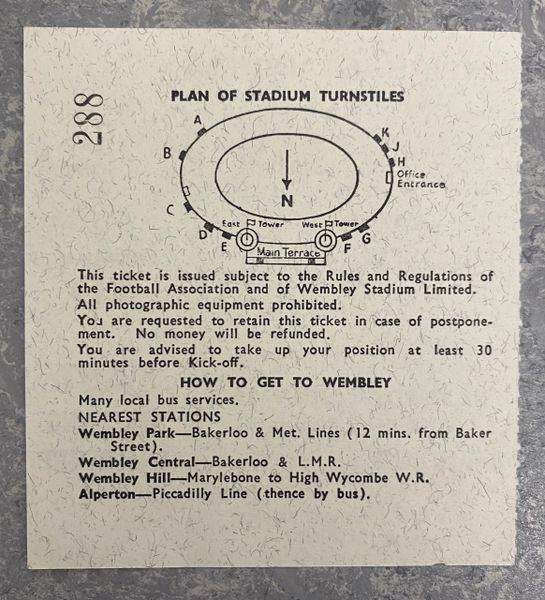 288
PLAN OF STADIUM TURNSTILES
A
K
J
B
H
Office
Entrance
N
C
East Tower
West Tower
D
E
F
G
Main Terrace
This ticket is issued subject to the Rules and Regulations of
the Football Association and of Wembley Stadium Limited.
All photographic equipment prohibited.
You are requested to retain this ticket in case of postpone-
ment. No money will be refunded.
You are advised to take up your position at least 30
minutes before Kick-off.
HOW TO GET TO WEMBLEY
Many local bus services.
NEAREST STATIONS
Wembley Park—Bakerloo & Met. Lines (12 mins. from Baker
Street).
Wembley Central—Bakerloo & L.M.R.
Wembley Hill—Marylebone to High Wycombe W.R.
Alperton—Piccadilly Line (thence by bus).